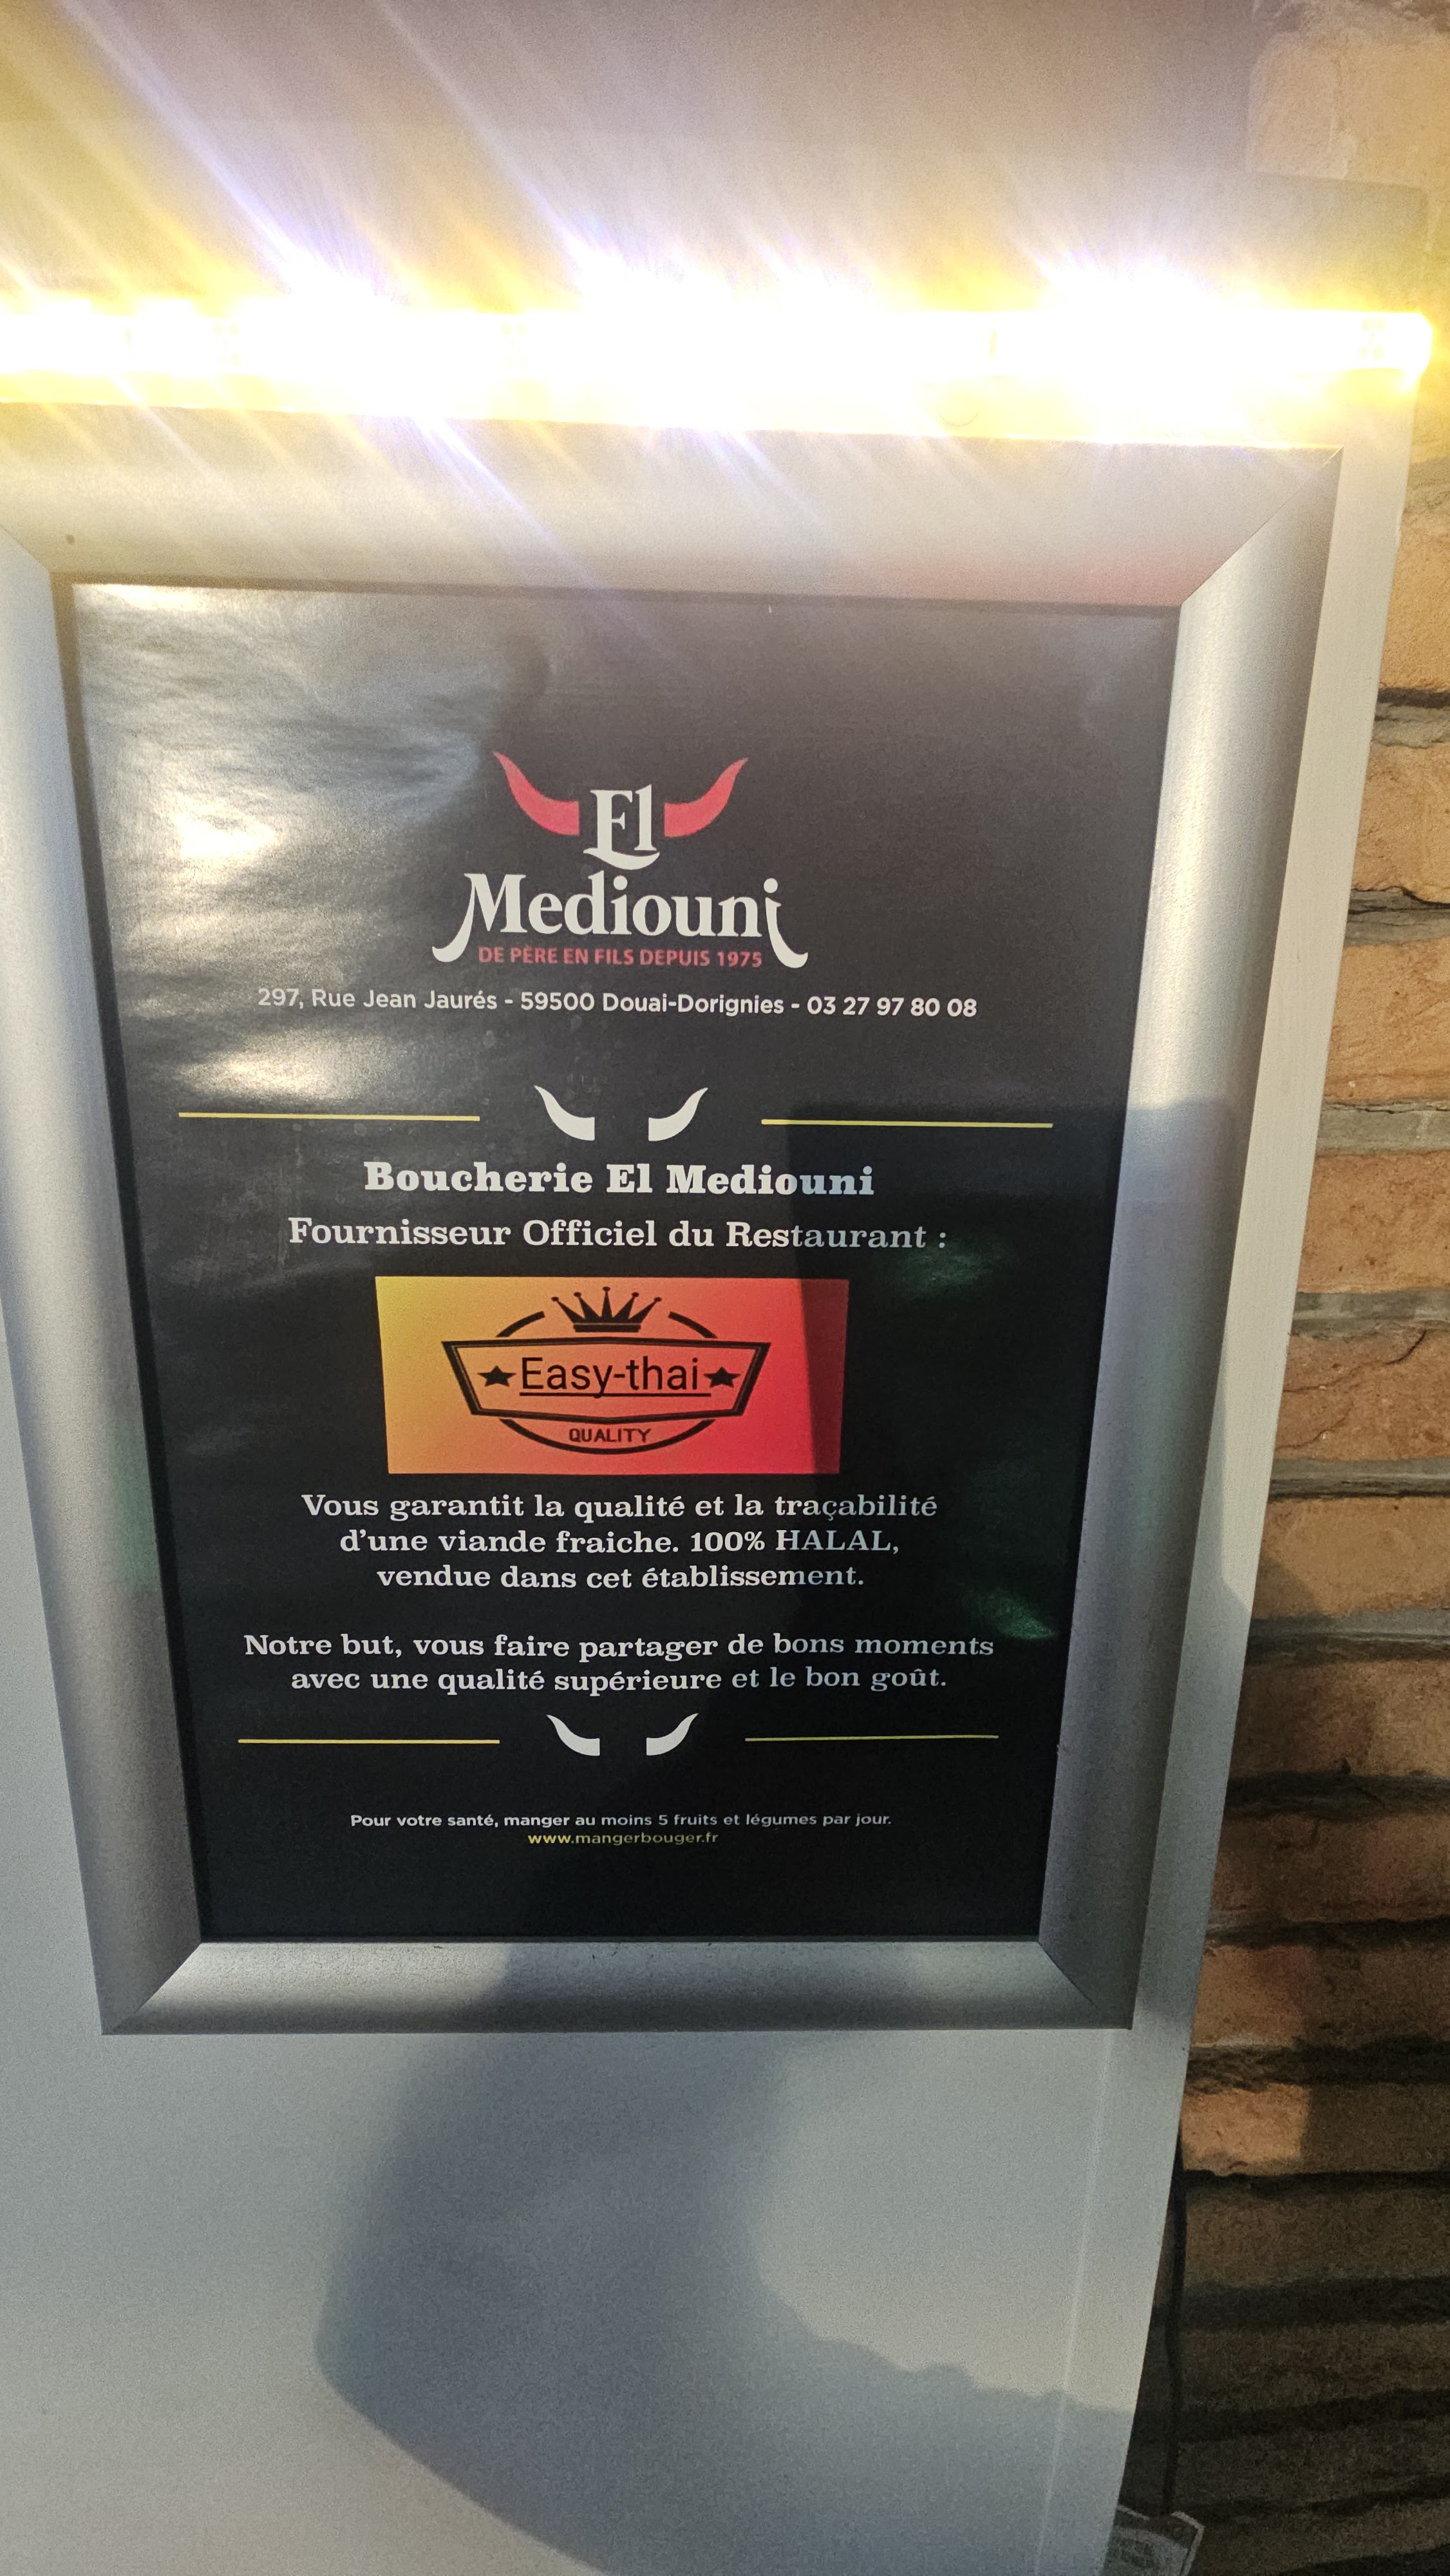 El
Mediouni
DE PÈRE EN FILS DEPUIS 1975
297, Rue Jean Jaurés - 59500 Douai-Dorignies - 03 27 97 80 08
Boucherie El Mediouni
Fournisseur Officiel du Restaurant :
Easy-thai
QUALITY
Vous garantit la qualité et la traçabilité
d'une viande fraiche. 100% HALAL,
vendue dans cet établissement.
Notre but, vous faire partager de bons moments
avec une qualité supérieure et le bon goût.
Pour votre santé, manger au moins 5 fruits et légumes par jour.
www.mangerbouger.fr